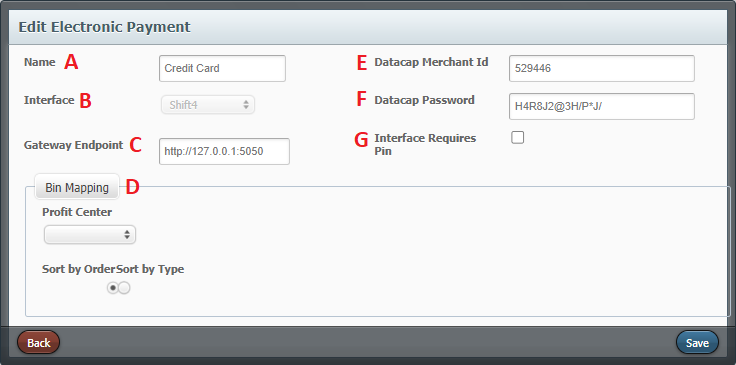 Edit Electronic Payment
Name A Credit Card
E Datacap Merchant Id 529446
Interface B Shift4
F Datacap Password H4R8J2@3H/P*J/
Gateway Endpoint C http://127.0.0.1:5050
G Interface Requires
Pin
Bin Mapping D
Profit Center
Sort by OrderSort by Type
Back
Save